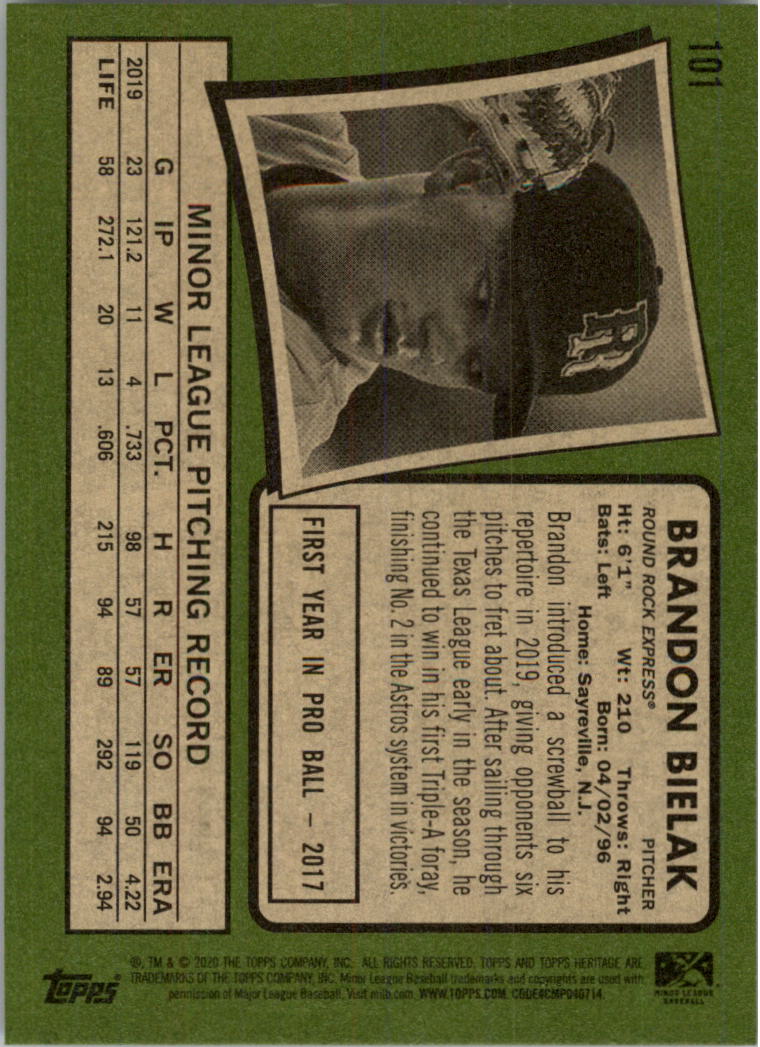 101
R
BRANDON BIELAK
ROUND ROCK EXPRESS® PITCHER
Ht: 6'1" Wt: 210 Throws: Right
Bats: Left Born: 04/02/96
Home: Sayreville, N.J.
Brandon introduced a screwball to his
repertoire in 2019, giving opponents six
pitches to fret about. After sailing through
the Texas League early in the season, he
continued to win in his first Triple-A foray,
finishing No. 2 in the Astros system in victories.
FIRST YEAR IN PRO BALL – 2017
MINOR LEAGUE PITCHING RECORD
G IP W L PCT. H R ER SO BB ERA
2019 23 121.2 11 4 .733 98 57 57 119 50 4.22
LIFE 58 272.1 20 13 .606 215 94 89 292 94 2.94
MINOR LEAGUE
BASEBALL
®, TM & © 2020 THE TOPPS COMPANY, INC. ALL RIGHTS RESERVED. TOPPS AND TOPPS HERITAGE ARE
TRADEMARKS OF THE TOPPS COMPANY, INC. Minor League Baseball trademarks and copyrights are used with
permission of Major League Baseball. Visit milb.com. WWW.TOPPS.COM. CODE#CMP040714
Topps®